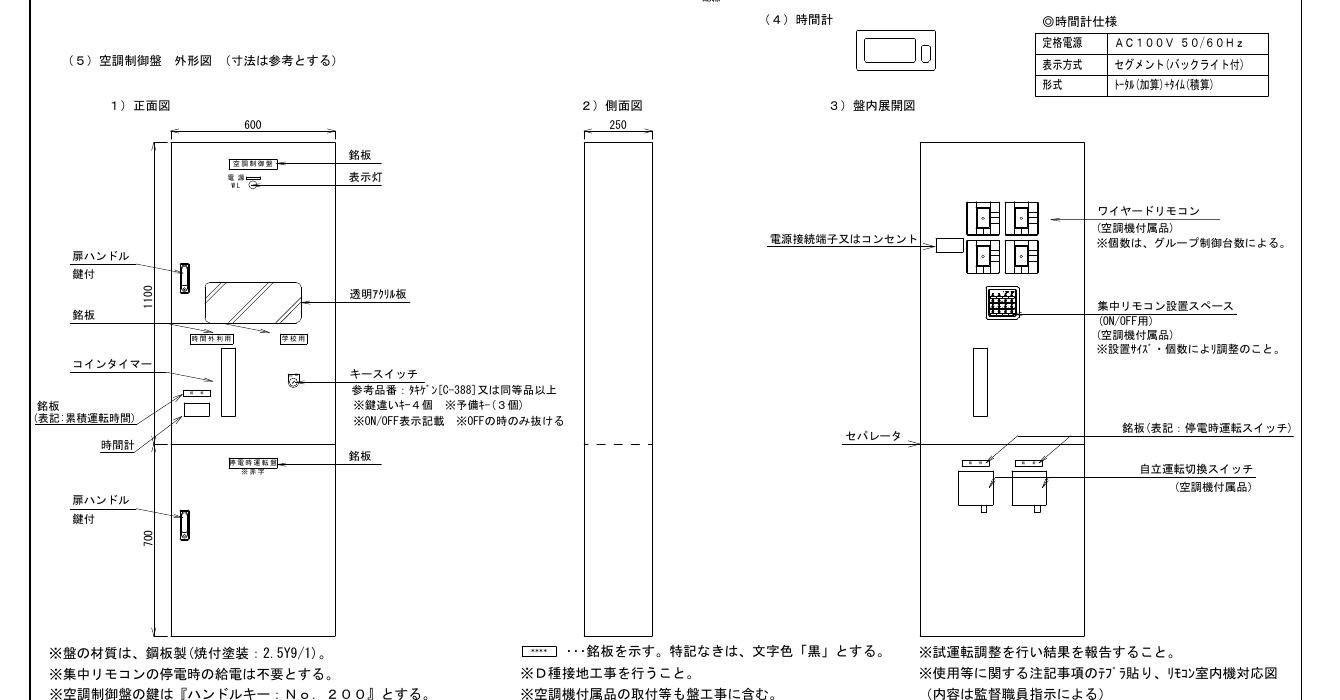 （４）時間計
◎時間計仕様
定格電源 ＡＣ１００Ｖ ５０/６０Ｈｚ
表示方式 セグメント(バックライト付)
形式 ﾄｰﾀﾙ(加算)+ﾀｲﾑ(積算)
（５）空調制御盤　外形図　（寸法は参考とする）
１）正面図
600
空調制御盤
銘板
電源
WL
表示灯
扉ハンドル
鍵付
1100
透明ｱｸﾘﾙ板
銘板
時間外利用
学校用
コインタイマー
キースイッチ
参考品番：ﾀｷｹﾞﾝ[C-388]又は同等品以上
※鍵違いｷｰ４個　※予備ｷｰ(３個)
※ON/OFF表示記載　※OFFの時のみ抜ける
銘板
(表記:累積運転時間)
時間計
停電時運転盤
※赤字
銘板
扉ハンドル
鍵付
700
２）側面図
250
３）盤内展開図
ワイヤードリモコン
(空調機付属品)
※個数は、グループ制御台数による。
電源接続端子又はコンセント
集中リモコン設置スペース
(ON/OFF用)
(空調機付属品)
※設置ｻｲｽﾞ・個数により調整のこと。
セパレータ
銘板(表記：停電時運転スイッチ)
自立運転切換スイッチ
(空調機付属品)
※盤の材質は、鋼板製(焼付塗装：2.5Y9/1)。
※集中リモコンの停電時の給電は不要とする。
※空調制御盤の鍵は『ハンドルキー：Ｎｏ．２００』とする。
**** ･･･銘板を示す。特記なきは、文字色「黒」とする。
※Ｄ種接地工事を行うこと。
※空調機付属品の取付等も盤工事に含む。
※試運転調整を行い結果を報告すること。
※使用等に関する注記事項のﾃﾌﾟﾗ貼り、ﾘﾓｺﾝ室内機対応図
（内容は監督職員指示による）